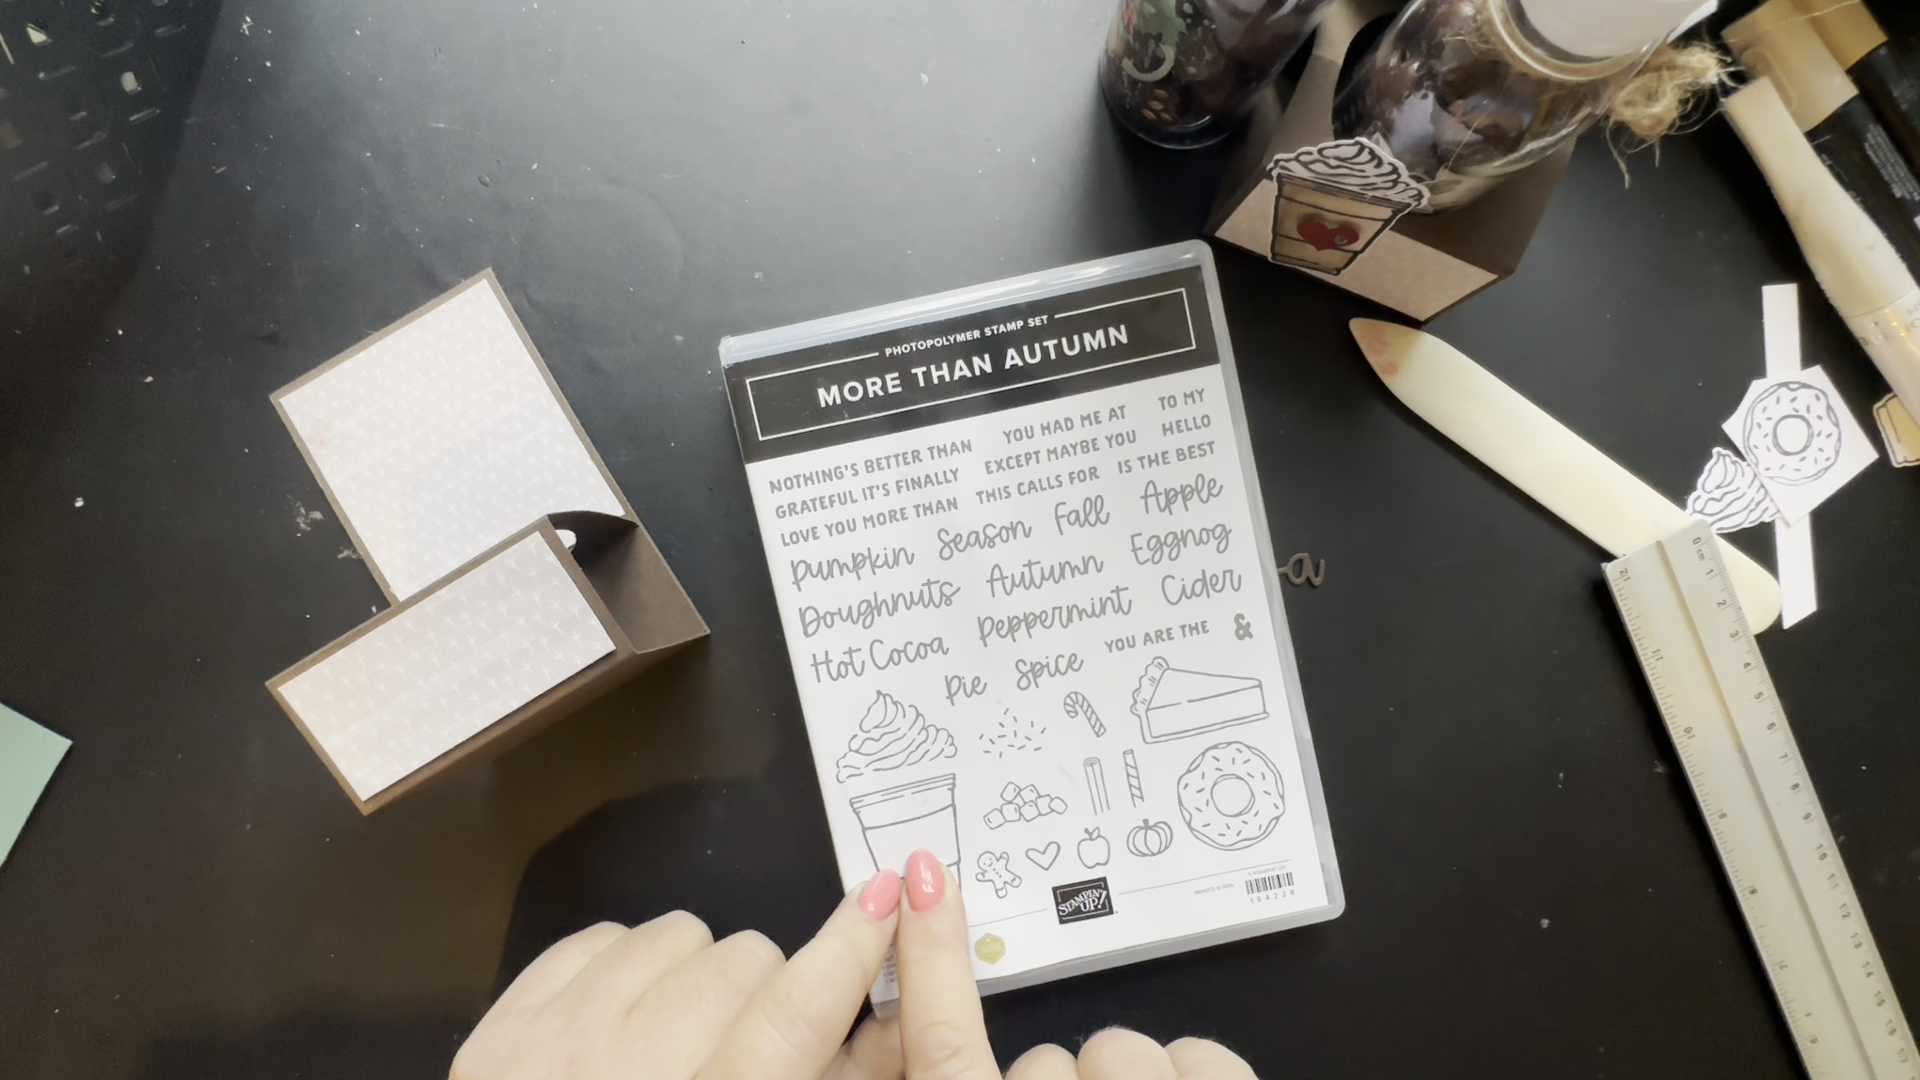 PHOTOPOLYMER STAMP SET
MORE THAN AUTUMN
NOTHING'S BETTER THAN
YOU HAD ME AT
TO MY
GRATEFUL IT'S FINALLY
EXCEPT MAYBE YOU
HELLO
LOVE YOU MORE THAN
THIS CALLS FOR
IS THE BEST
Pumpkin
Season
Fall
Apple
Doughnuts
Autumn
Eggnog
Hot Cocoa
Peppermint
Cider
Pie
Spice
YOU ARE THE
&
STAMPIN' UP!
164220
a